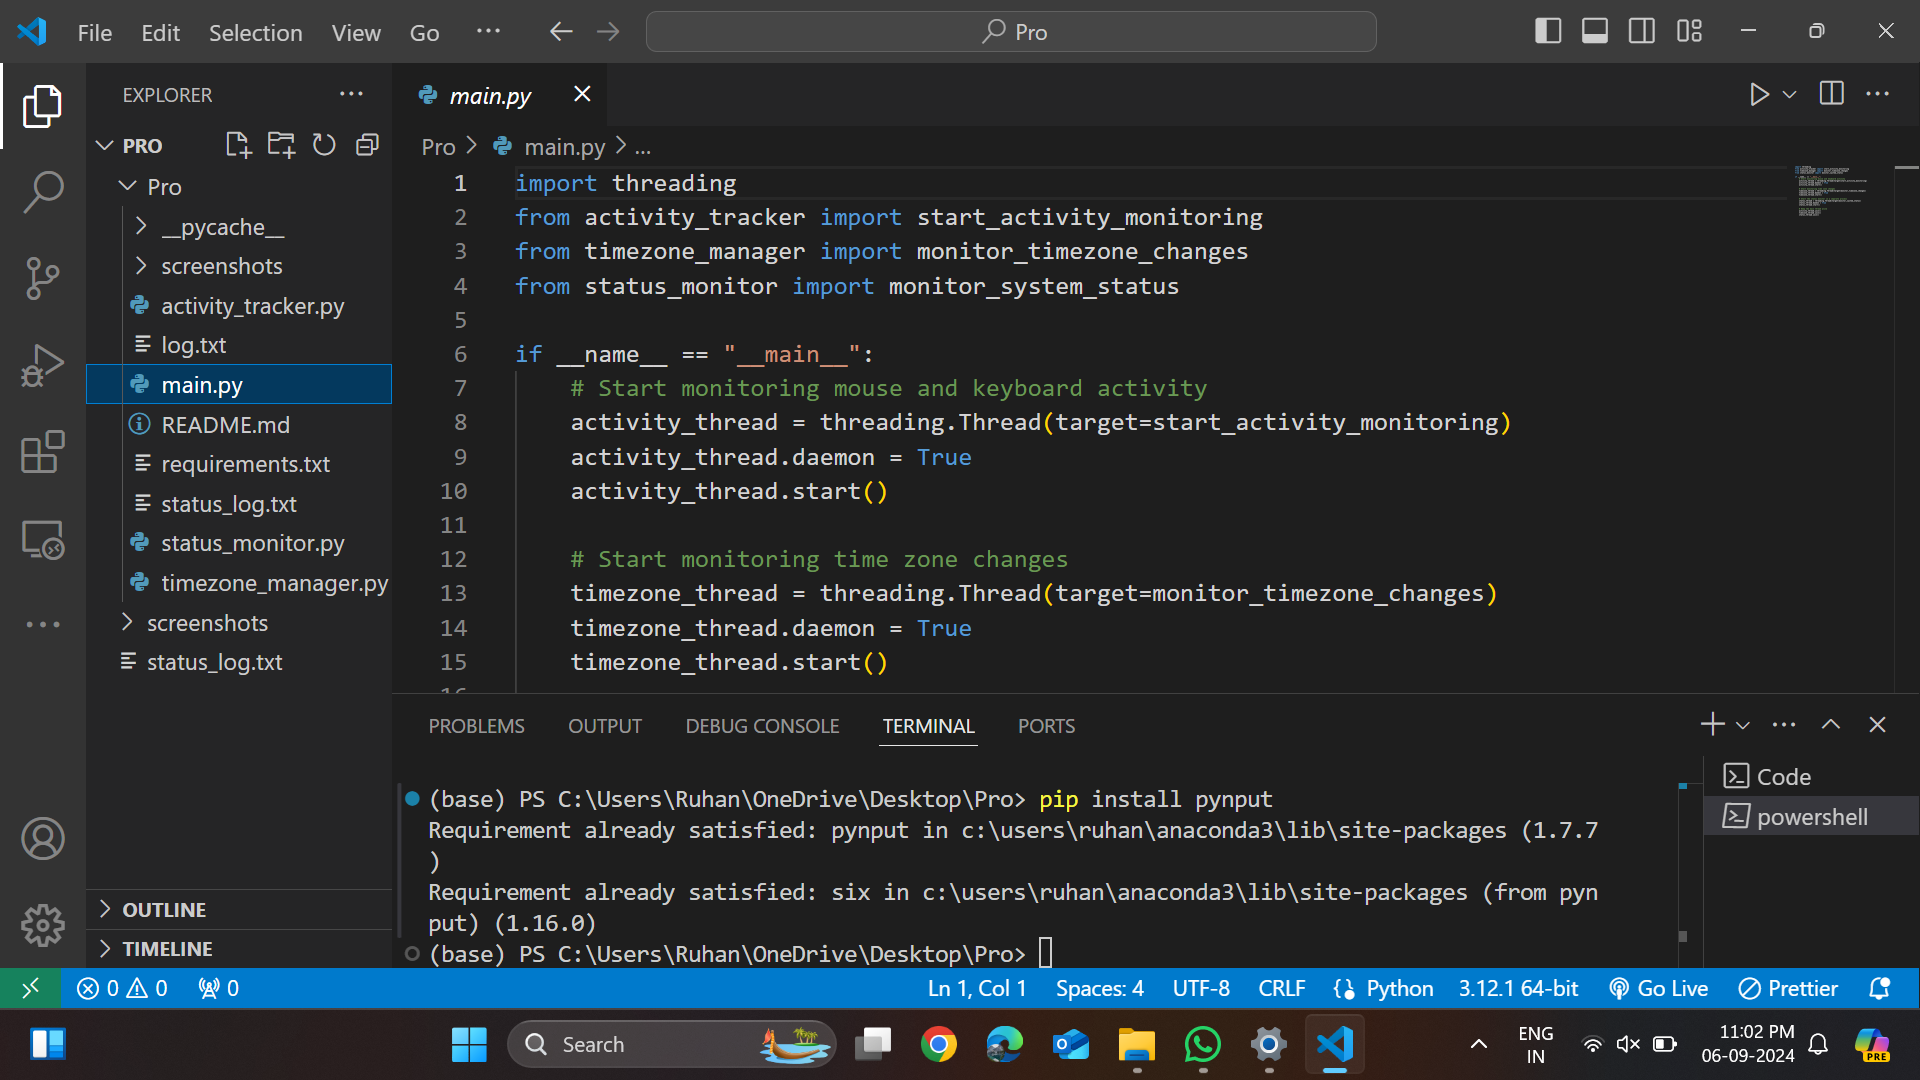 File Edit Selection View Go ... Pro
EXPLORER
PRO
Pro
__pycache__
screenshots
activity_tracker.py
log.txt
main.py
README.md
requirements.txt
status_log.txt
status_monitor.py
timezone_manager.py
screenshots
status_log.txt
OUTLINE
TIMELINE
main.py
Pro > main.py > ...
1 import threading
2 from activity_tracker import start_activity_monitoring
3 from timezone_manager import monitor_timezone_changes
4 from status_monitor import monitor_system_status
5
6 if __name__ == "__main__":
7 # Start monitoring mouse and keyboard activity
8 activity_thread = threading.Thread(target=start_activity_monitoring)
9 activity_thread.daemon = True
10 activity_thread.start()
11
12 # Start monitoring time zone changes
13 timezone_thread = threading.Thread(target=monitor_timezone_changes)
14 timezone_thread.daemon = True
15 timezone_thread.start()
16
PROBLEMS OUTPUT DEBUG CONSOLE TERMINAL PORTS
(base) PS C:\Users\Ruhan\OneDrive\Desktop\Pro> pip install pynput
Requirement already satisfied: pynput in c:\users\ruhan\anaconda3\lib\site-packages (1.7.7
)
Requirement already satisfied: six in c:\users\ruhan\anaconda3\lib\site-packages (from pyn
put) (1.16.0)
(base) PS C:\Users\Ruhan\OneDrive\Desktop\Pro>
Code
powershell
0 0 0 Ln 1, Col 1 Spaces: 4 UTF-8 CRLF Python 3.12.1 64-bit Go Live Prettier
Search
ENG
IN
11:02 PM
06-09-2024
PRE